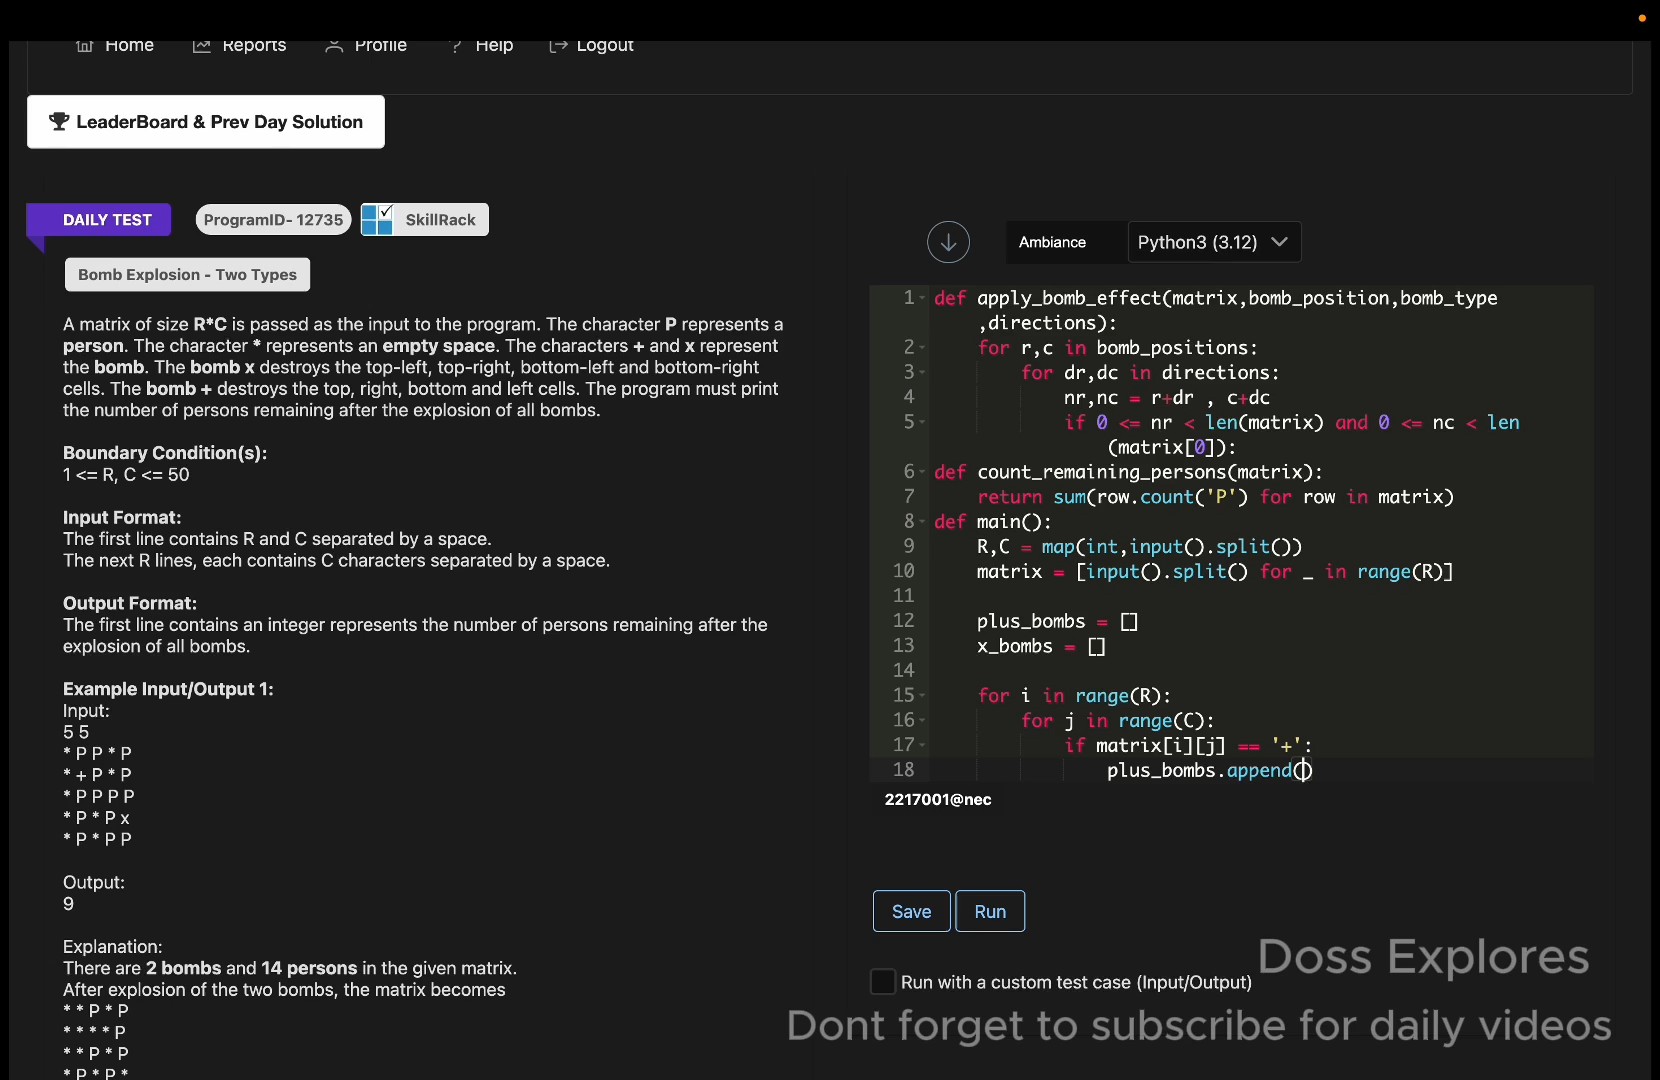 Home Reports Profile ? Help Logout
LeaderBoard & Prev Day Solution
DAILY TEST ProgramID- 12735 SkillRack
Bomb Explosion - Two Types
A matrix of size R*C is passed as the input to the program. The character P represents a
person. The character * represents an empty space. The characters + and x represent
the bomb. The bomb x destroys the top-left, top-right, bottom-left and bottom-right
cells. The bomb + destroys the top, right, bottom and left cells. The program must print
the number of persons remaining after the explosion of all bombs.
Boundary Condition(s):
1 <= R, C <= 50
Input Format:
The first line contains R and C separated by a space.
The next R lines, each contains C characters separated by a space.
Output Format:
The first line contains an integer represents the number of persons remaining after the
explosion of all bombs.
Example Input/Output 1:
Input:
5 5
* P P * P
* + P * P
* P P P P
* P * P x
* P * P P
Output:
9
Explanation:
There are 2 bombs and 14 persons in the given matrix.
After explosion of the two bombs, the matrix becomes
* * P * P
* * * * P
* * P * P
* P * P *
Ambiance Python3 (3.12)
1 def apply_bomb_effect(matrix,bomb_position,bomb_type
,directions):
2 for r,c in bomb_positions:
3 for dr,dc in directions:
4 nr,nc = r+dr , c+dc
5 if 0 <= nr < len(matrix) and 0 <= nc < len
(matrix[0]):
6 def count_remaining_persons(matrix):
7 return sum(row.count('P') for row in matrix)
8 def main():
9 R,C = map(int,input().split())
10 matrix = [input().split() for _ in range(R)]
11
12 plus_bombs = []
13 x_bombs = []
14
15 for i in range(R):
16 for j in range(C):
17 if matrix[i][j] == '+':
18 plus_bombs.append()
2217001@nec
Save Run
Run with a custom test case (Input/Output)
Doss Explores
Dont forget to subscribe for daily videos